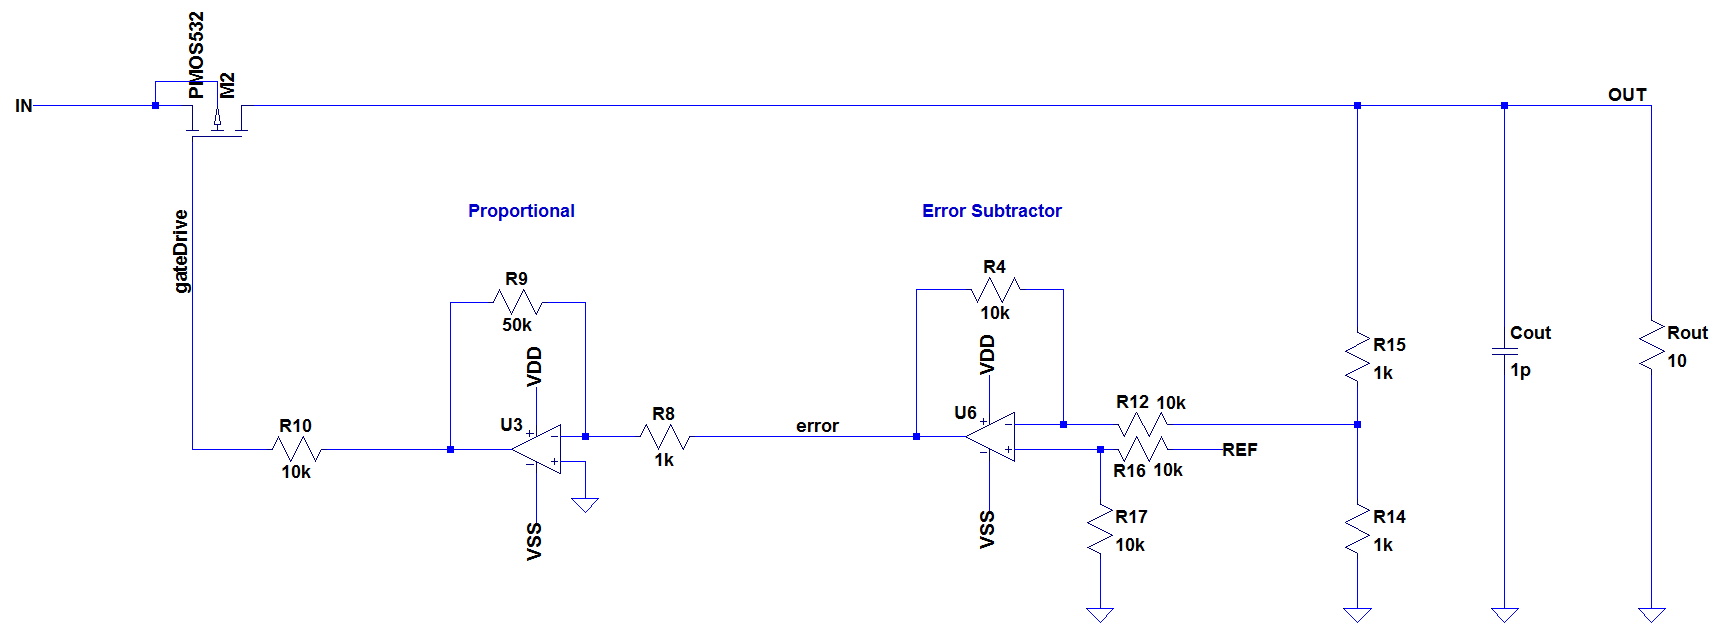 PMOS532
M2
IN
OUT
gateDrive
Proportional
Error Subtractor
R9
50k
R4
10k
VDD
VDD
U3
+
-
-
+
VSS
R10
10k
R8
1k
error
U6
+
-
-
+
VSS
R12 10k
R16 10k
REF
R17
10k
R15
1k
R14
1k
Cout
1p
Rout
10